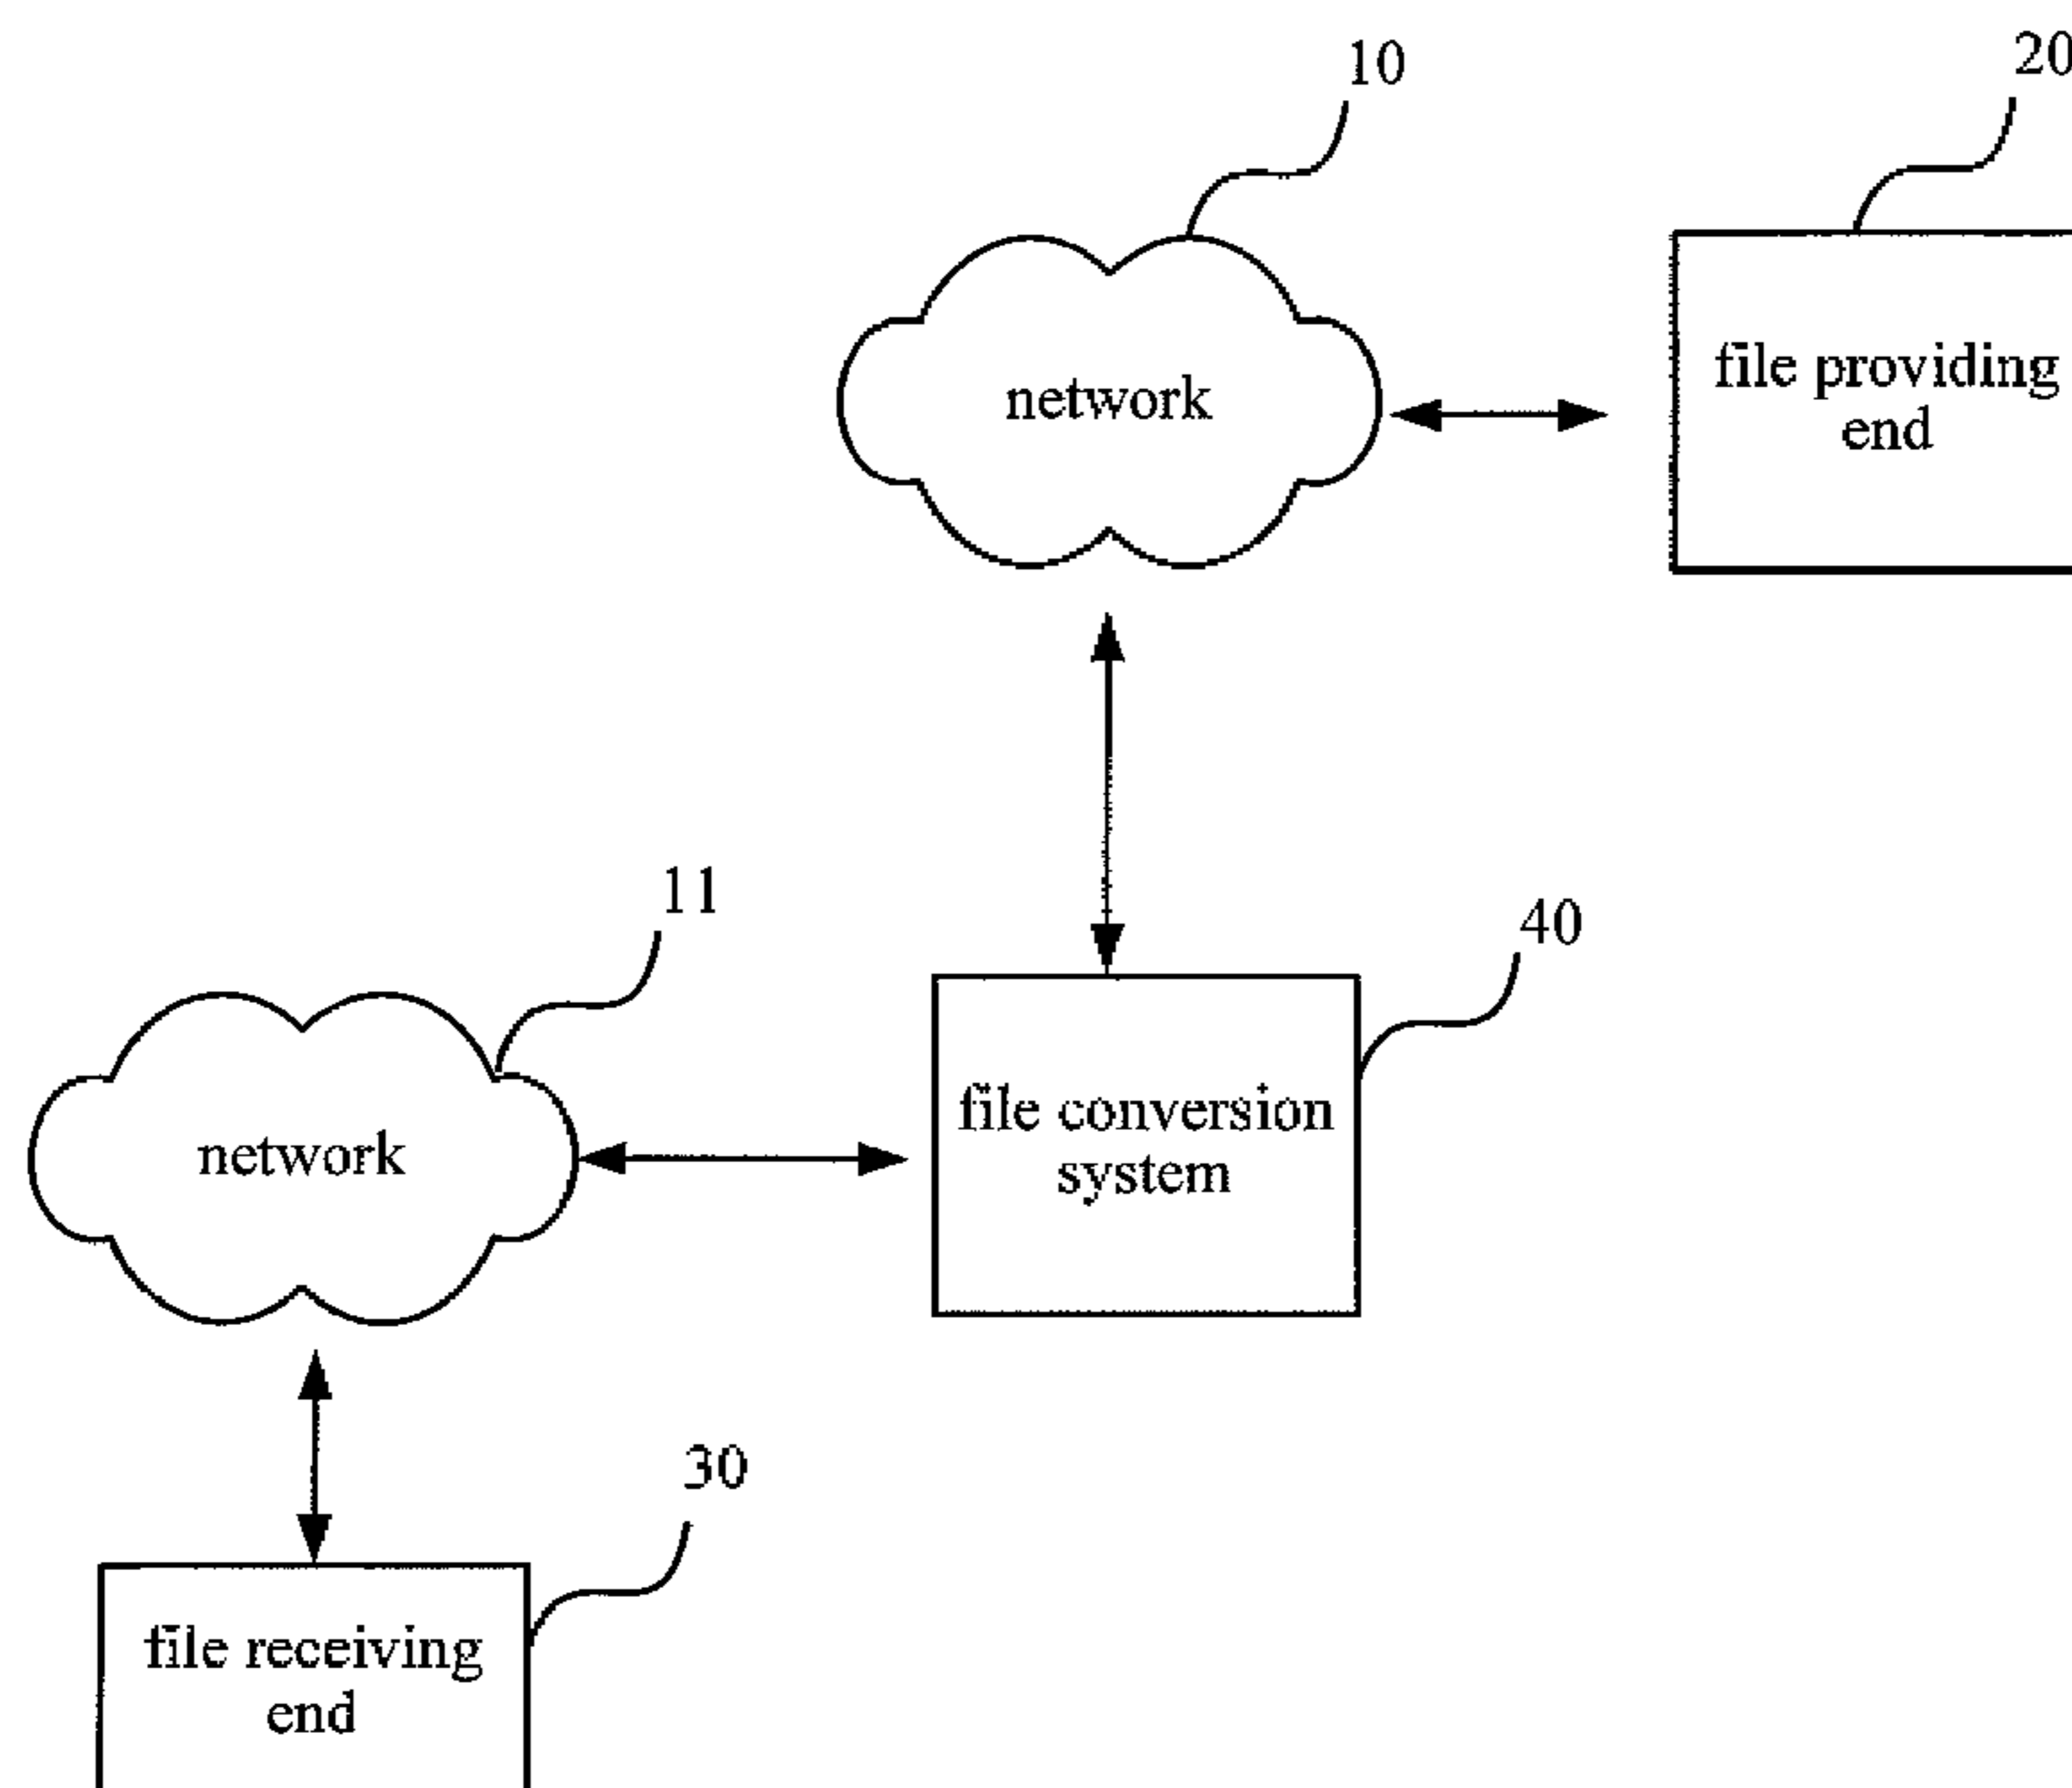 10
20
network
file providing
end
11
40
network
file conversion
system
30
file receiving
end